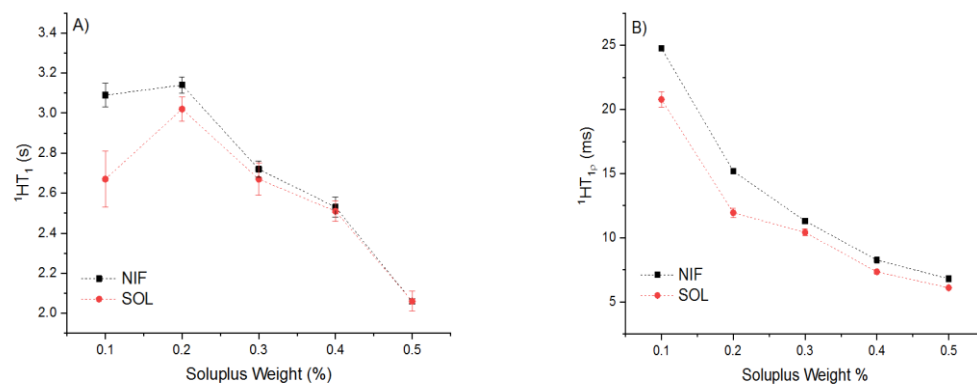 A)
3.4
3.2
3.0
2.8
2.6
2.4
2.2
2.0
¹HT₁ (s)
NIF
SOL
0.1 0.2 0.3 0.4 0.5
Soluplus Weight (%)
B)
25
20
15
10
5
¹HT₁ρ (ms)
NIF
SOL
0.1 0.2 0.3 0.4 0.5
Soluplus Weight %